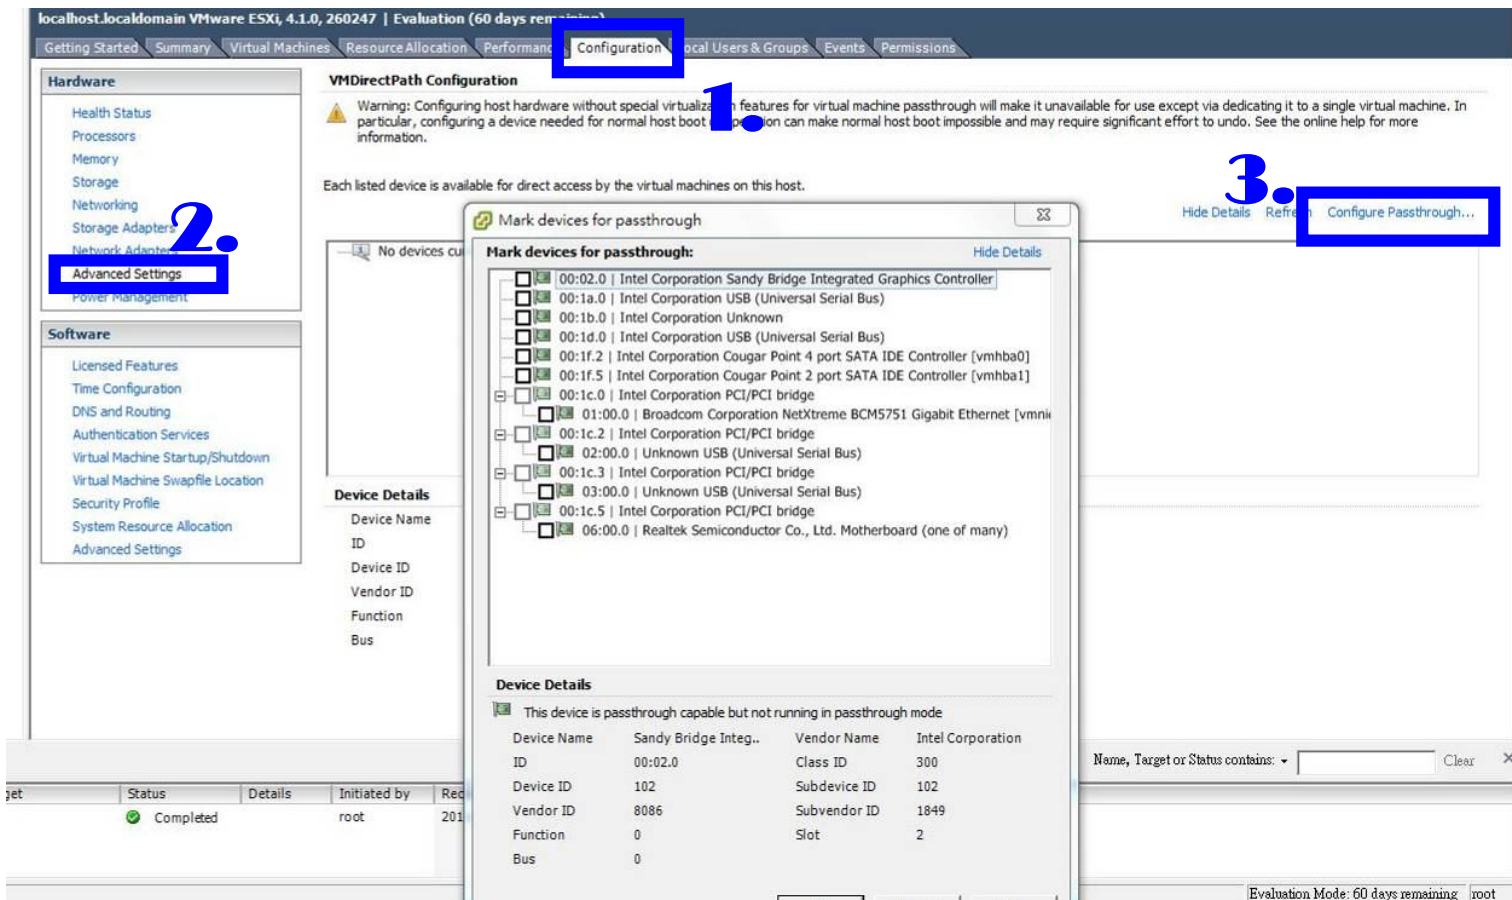 localhost.localdomain VMware ESXi, 4.1.0, 260247 | Evaluation (60 days remaining)
Getting Started Summary Virtual Machines Resource Allocation Performance Configuration Local Users & Groups Events Permissions
1.
Hardware
Health Status
Processors
Memory
Storage
Networking
Storage Adapters
Network Adapters
Advanced Settings
Power Management
2.
Software
Licensed Features
Time Configuration
DNS and Routing
Authentication Services
Virtual Machine Startup/Shutdown
Virtual Machine Swapfile Location
Security Profile
System Resource Allocation
Advanced Settings
VMDirectPath Configuration
Warning: Configuring host hardware without special virtualization features for virtual machine passthrough will make it unavailable for use except via dedicating it to a single virtual machine. In
particular, configuring a device needed for normal host boot operation can make normal host boot impossible and may require significant effort to undo. See the online help for more
information.
Each listed device is available for direct access by the virtual machines on this host.
3.
Hide Details Refresh Configure Passthrough...
No devices cu
Device Details
Device Name
ID
Device ID
Vendor ID
Function
Bus
Mark devices for passthrough
Mark devices for passthrough: Hide Details
00:02.0 | Intel Corporation Sandy Bridge Integrated Graphics Controller
00:1a.0 | Intel Corporation USB (Universal Serial Bus)
00:1b.0 | Intel Corporation Unknown
00:1d.0 | Intel Corporation USB (Universal Serial Bus)
00:1f.2 | Intel Corporation Cougar Point 4 port SATA IDE Controller [vmhba0]
00:1f.5 | Intel Corporation Cougar Point 2 port SATA IDE Controller [vmhba1]
00:1c.0 | Intel Corporation PCI/PCI bridge
01:00.0 | Broadcom Corporation NetXtreme BCM5751 Gigabit Ethernet [vmni
00:1c.2 | Intel Corporation PCI/PCI bridge
02:00.0 | Unknown USB (Universal Serial Bus)
00:1c.3 | Intel Corporation PCI/PCI bridge
03:00.0 | Unknown USB (Universal Serial Bus)
00:1c.5 | Intel Corporation PCI/PCI bridge
06:00.0 | Realtek Semiconductor Co., Ltd. Motherboard (one of many)
Device Details
This device is passthrough capable but not running in passthrough mode
Device Name Sandy Bridge Integ.. Vendor Name Intel Corporation
ID 00:02.0 Class ID 300
Device ID 102 Subdevice ID 102
Vendor ID 8086 Subvendor ID 1849
Function 0 Slot 2
Bus 0
Name, Target or Status contains: Clear
get Status Details Initiated by Rec
Completed root 201
Evaluation Mode: 60 days remaining root